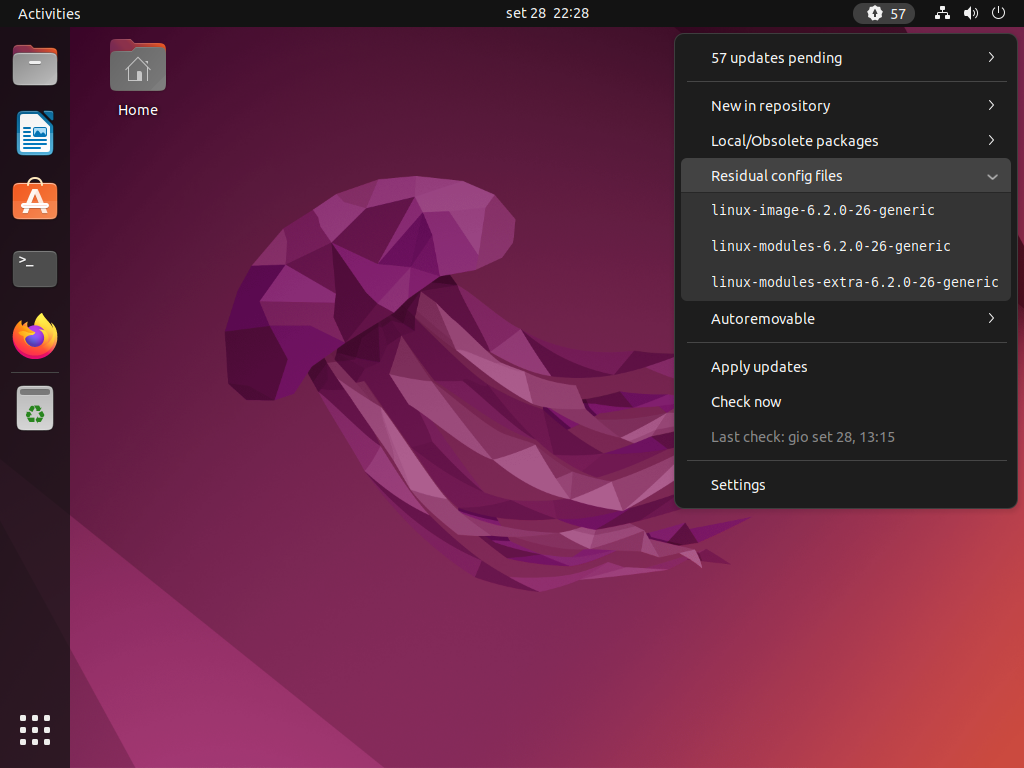 Activities
set 28 22:28
57
Home
57 updates pending
New in repository
Local/Obsolete packages
Residual config files
linux-image-6.2.0-26-generic
linux-modules-6.2.0-26-generic
linux-modules-extra-6.2.0-26-generic
Autoremovable
Apply updates
Check now
Last check: gio set 28, 13:15
Settings